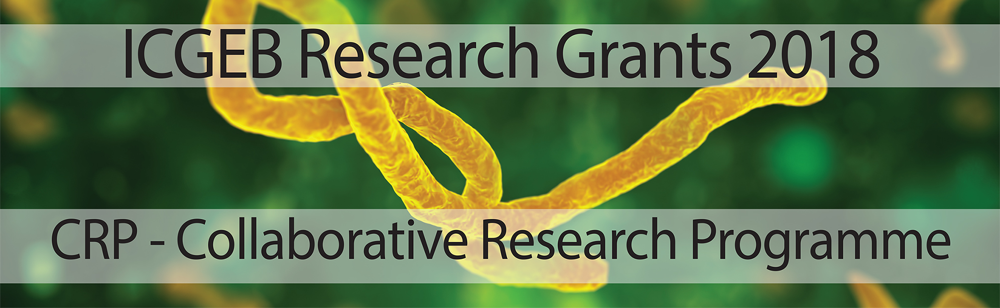 ICGEB Research Grants 2018
CRP - Collaborative Research Programme